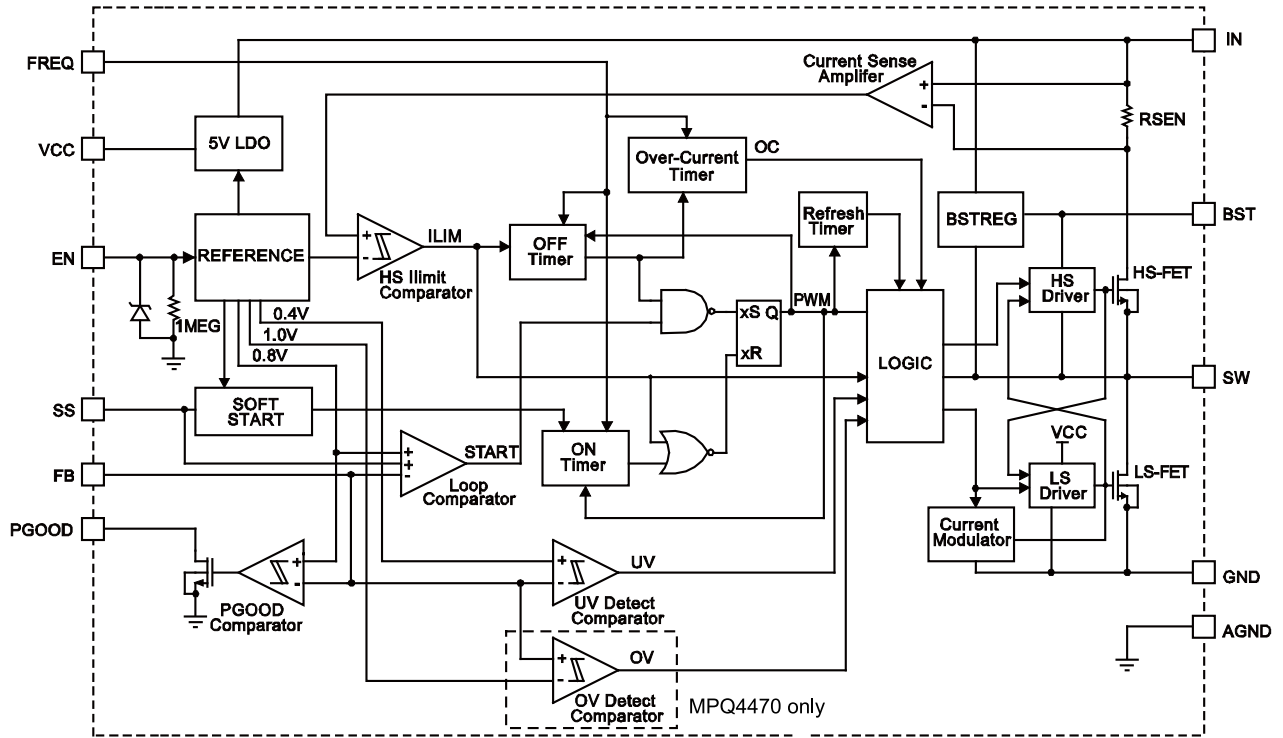 FREQ
IN
Current Sense
Amplifer
+
-
RSEN
VCC
5V LDO
Over-Current
Timer
OC
Refresh
Timer
BSTREG
BST
EN
REFERENCE
+
-
HS Ilimit
Comparator
ILIM
OFF
Timer
HS
Driver
HS-FET
1MEG
0.4V
1.0V
0.8V
xS Q
xR
PWM
LOGIC
SW
SS
SOFT
START
+
+
-
Loop
Comparator
START
ON
Timer
VCC
LS
Driver
LS-FET
FB
Current
Modulator
PGOOD
+
-
PGOOD
Comparator
+
-
UV
UV Detect
Comparator
GND
AGND
+
-
OV
OV Detect
Comparator
MPQ4470 only